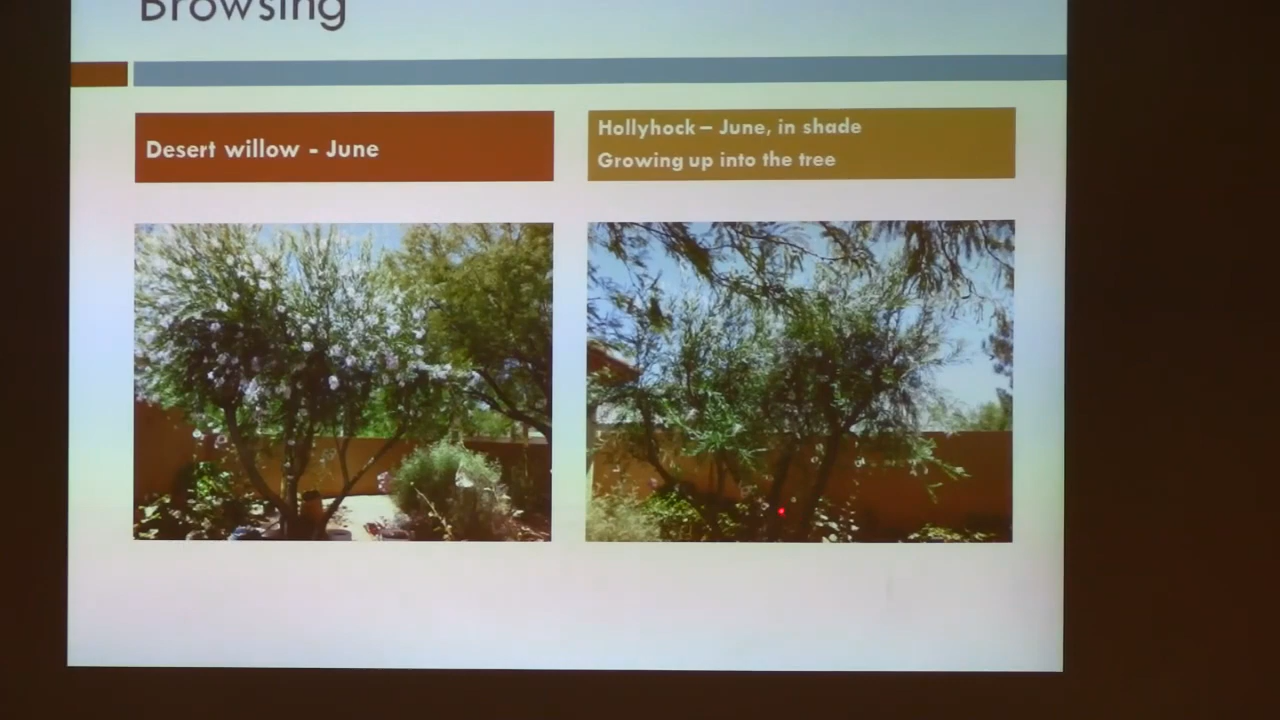 Browsing
Desert willow - June
Hollyhock – June, in shade
Growing up into the tree